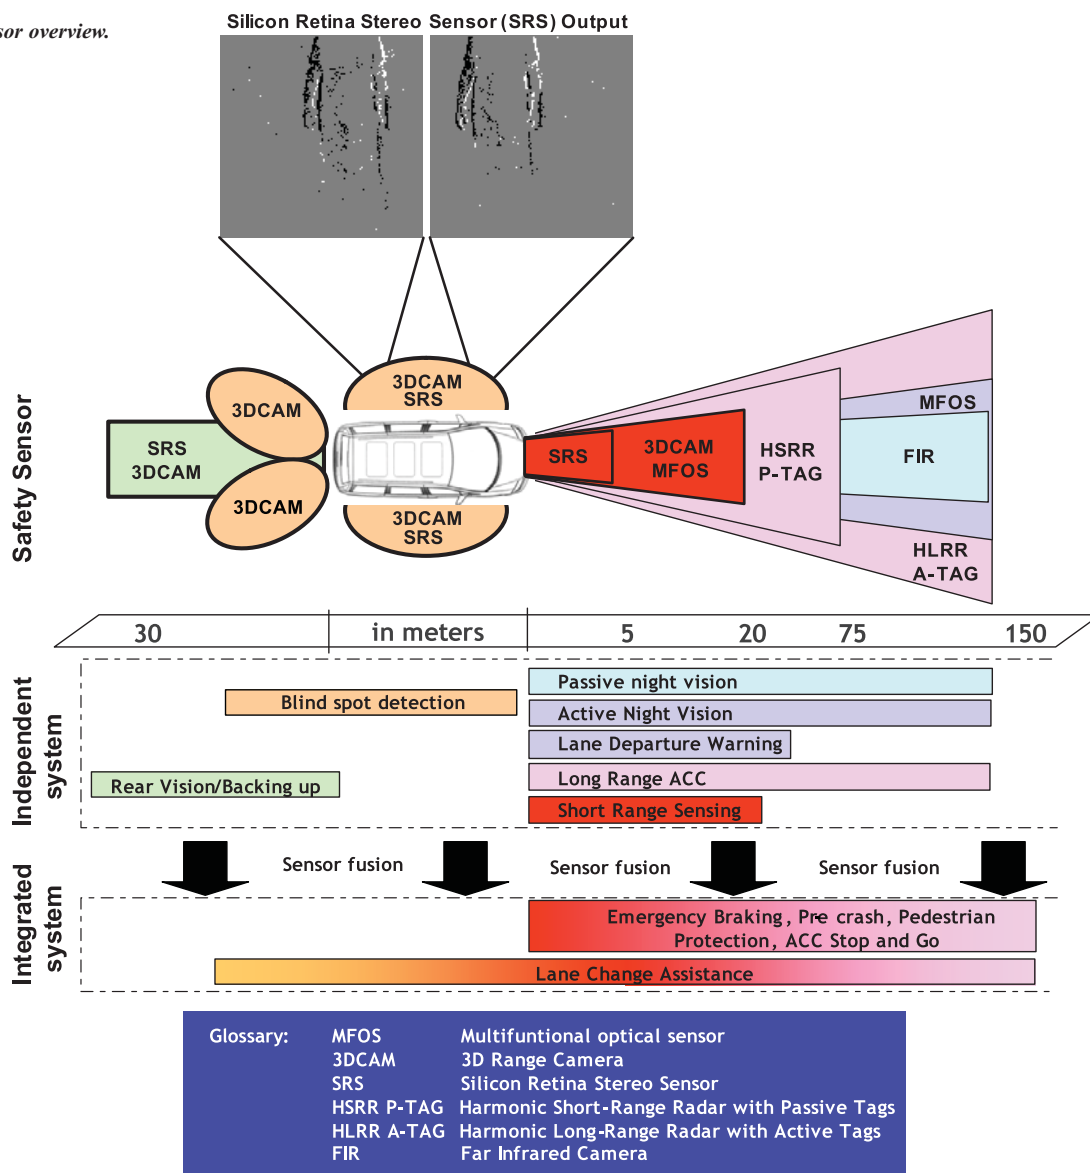 sor overview.
Silicon Retina Stereo Sensor (SRS) Output
Safety Sensor
3DCAM
SRS
3DCAM
SRS
3DCAM
3DCAM
3DCAM
SRS
SRS
3DCAM
MFOS
HSRR
P-TAG
MFOS
FIR
HLRR
A-TAG
30 in meters 5 20 75 150
Independent
system
Passive night vision
Blind spot detection
Active Night Vision
Lane Departure Warning
Rear Vision/Backing up
Long Range ACC
Short Range Sensing
Sensor fusion Sensor fusion Sensor fusion
Integrated
system
Emergency Braking, Pre crash, Pedestrian
Protection, ACC Stop and Go
Lane Change Assistance
Glossary: MFOS Multifuntional optical sensor
3DCAM 3D Range Camera
SRS Silicon Retina Stereo Sensor
HSRR P-TAG Harmonic Short-Range Radar with Passive Tags
HLRR A-TAG Harmonic Long-Range Radar with Active Tags
FIR Far Infrared Camera